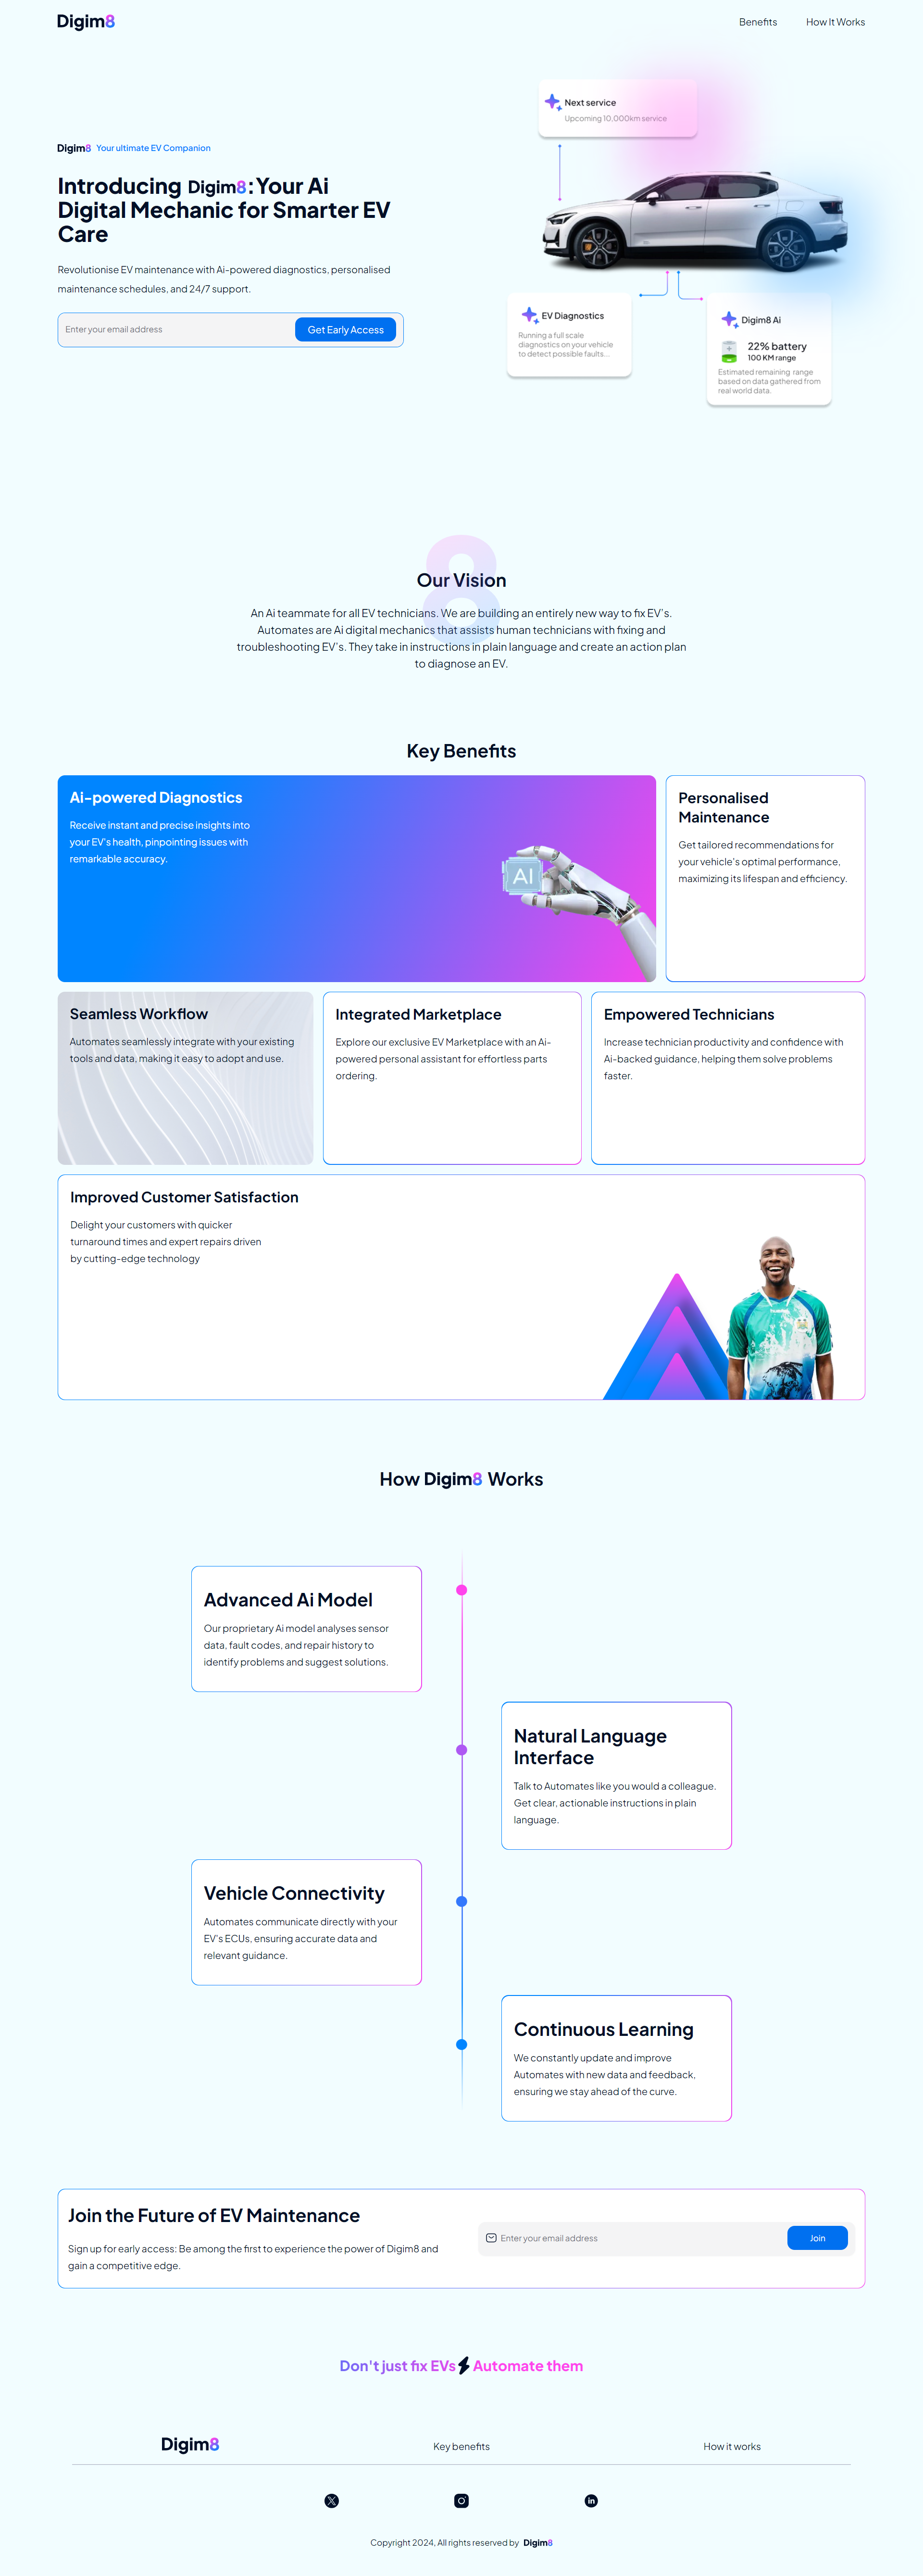 Digim8
Benefits
How It Works
Next service
Upcoming 10,000km service
Digim8 Your ultimate EV Companion
Introducing Digim8:Your Ai
Digital Mechanic for Smarter EV
Care
Revolutionise EV maintenance with Ai-powered diagnostics, personalised
maintenance schedules, and 24/7 support.
Enter your email address
Get Early Access
EV Diagnostics
Running a full scale
diagnostics on your vehicle
to detect possible faults...
Digim8 Ai
22% battery
100 KM range
Estimated remaining range
based on data gathered from
real world data.
8
Our Vision
An Ai teammate for all EV technicians. We are building an entirely new way to fix EV's.
Automates are Ai digital mechanics that assists human technicians with fixing and
troubleshooting EV's. They take in instructions in plain language and create an action plan
to diagnose an EV.
Key Benefits
Ai-powered Diagnostics
Receive instant and precise insights into
your EV's health, pinpointing issues with
remarkable accuracy.
AI
Personalised
Maintenance
Get tailored recommendations for
your vehicle's optimal performance,
maximizing its lifespan and efficiency.
Seamless Workflow
Automates seamlessly integrate with your existing
tools and data, making it easy to adopt and use.
Integrated Marketplace
Explore our exclusive EV Marketplace with an Ai-
powered personal assistant for effortless parts
ordering.
Empowered Technicians
Increase technician productivity and confidence with
Ai-backed guidance, helping them solve problems
faster.
Improved Customer Satisfaction
Delight your customers with quicker
turnaround times and expert repairs driven
by cutting-edge technology
How Digim8 Works
Advanced Ai Model
Our proprietary Ai model analyses sensor
data, fault codes, and repair history to
identify problems and suggest solutions.
Natural Language
Interface
Talk to Automates like you would a colleague.
Get clear, actionable instructions in plain
language.
Vehicle Connectivity
Automates communicate directly with your
EV's ECUs, ensuring accurate data and
relevant guidance.
Continuous Learning
We constantly update and improve
Automates with new data and feedback,
ensuring we stay ahead of the curve.
Join the Future of EV Maintenance
Sign up for early access: Be among the first to experience the power of Digim8 and
gain a competitive edge.
Enter your email address
Join
Don't just fix EVs Automate them
Digim8
Key benefits
How it works
Copyright 2024, All rights reserved by Digim8